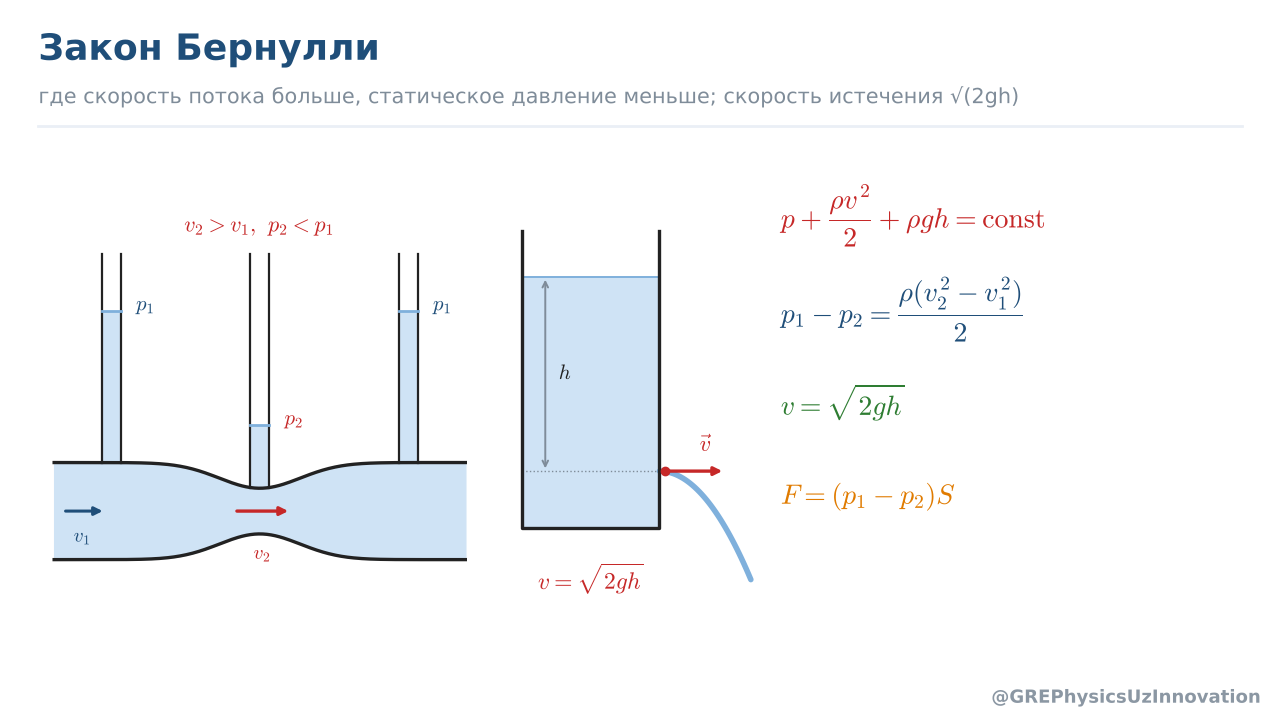 Закон Бернулли
где скорость потока больше, статическое давление меньше; скорость истечения √(2gh)
v₂ > v₁, p₂ < p₁
p₁
p₂
p₁
v₁
v₂
h
v⃗
v = √2gh
p + ρv²/2 + ρgh = const
p₁ − p₂ = ρ(v₂² − v₁²)/2
v = √2gh
F = (p₁ − p₂)S
@GREPhysicsUzInnovation